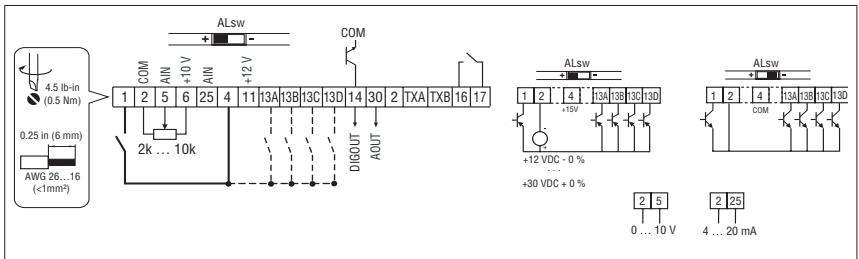 ALsw
+ -
COM
4.5 lb-in
(0.5 Nm)
0.25 in (6 mm)
AWG 26...16
(<1mm²)
COM
AIN
+10 V
AIN
+12 V
1 2 5 6 25 4 11 13A 13B 13C 13D 14 30 2 TXA TXB 16 17
2k ... 10k
DIGOUT
AOUT
ALsw
+ -
1 2 4 13A 13B 13C 13D
+15V
- +
+12 VDC - 0 %
...
+30 VDC + 0 %
ALsw
+ -
1 2 4 13A 13B 13C 13D
COM
2 5
0 ... 10 V
2 25
4 ... 20 mA